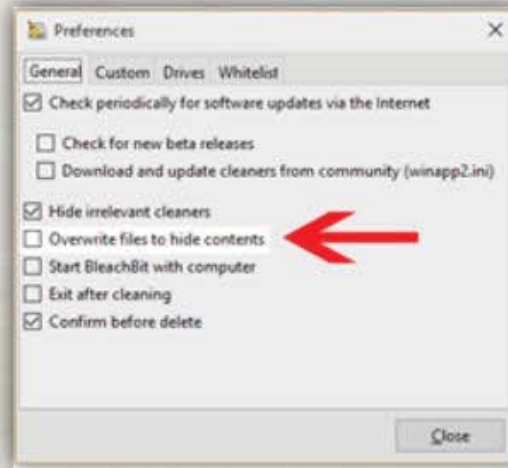 Preferences
General Custom Drives Whitelist
Check periodically for software updates via the Internet
Check for new beta releases
Download and update cleaners from community (winapp2.ini)
Hide irrelevant cleaners
Overwrite files to hide contents
Start BleachBit with computer
Exit after cleaning
Confirm before delete
Close